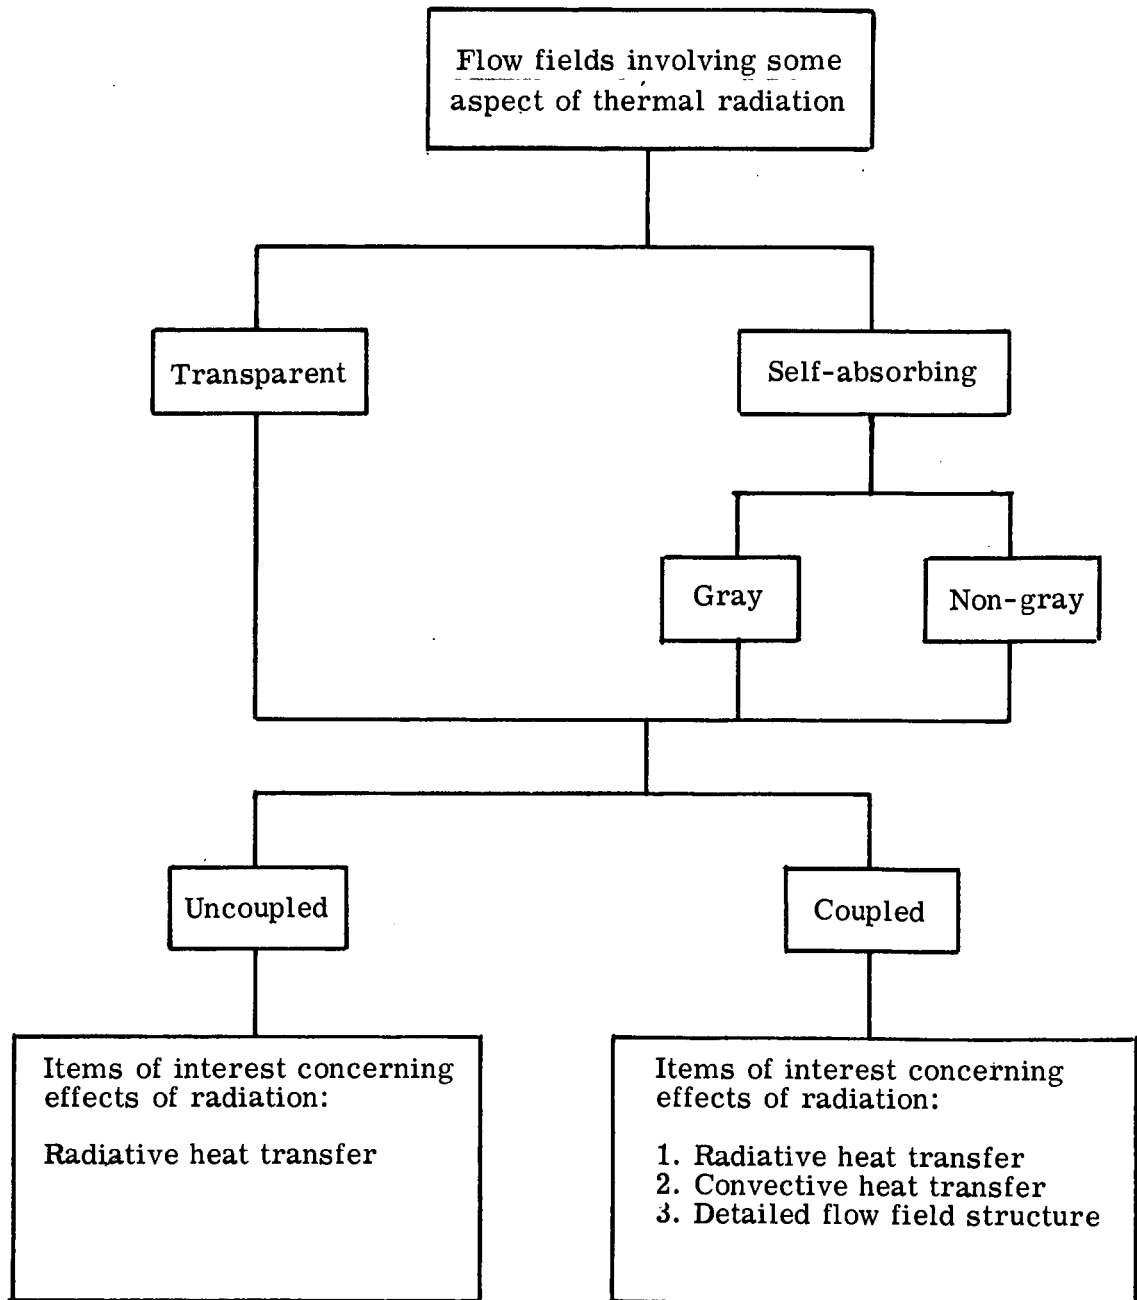 Flow fields involving some
aspect of thermal radiation
Transparent
Self-absorbing
Gray
Non-gray
Uncoupled
Coupled
Items of interest concerning
effects of radiation:
Radiative heat transfer
Items of interest concerning
effects of radiation:
1. Radiative heat transfer
2. Convective heat transfer
3. Detailed flow field structure